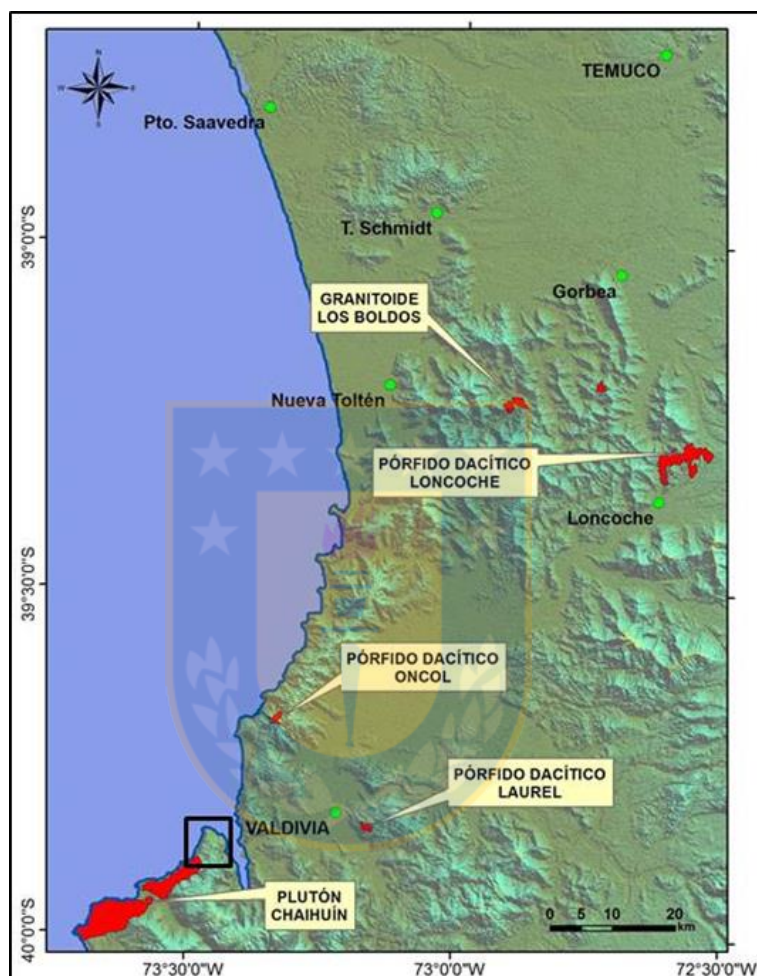 N
TEMUCO
Pto. Saavedra
T. Schmidt
39°0'0"S
GRANITOIDE
LOS BOLDOS
Gorbea
Nueva Toltén
PÓRFIDO DACÍTICO
LONCOCHE
Loncoche
39°30'0"S
PÓRFIDO DACÍTICO
ONCOL
PÓRFIDO DACÍTICO
LAUREL
VALDIVIA
PLUTÓN
CHAIHUÍN
0 5 10 20
km
40°0'0"S
73°30'0"W
73°0'0"W
72°30'0"W